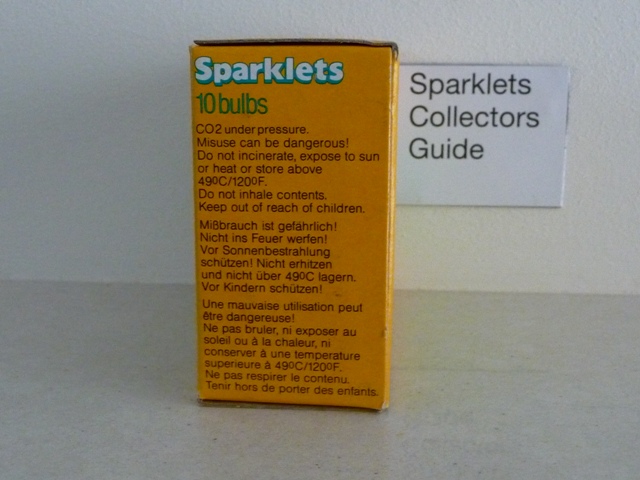 Sparklets
10 bulbs
CO2 under pressure.
Misuse can be dangerous!
Do not incinerate, expose to sun
or heat or store above
49ºC/120ºF.
Do not inhale contents.
Keep out of reach of children.
Mißbrauch ist gefährlich!
Nicht ins Feuer werfen!
Vor Sonnenbestrahlung
schützen! Nicht erhitzen
und nicht über 49ºC lagern.
Vor Kindern schützen!
Une mauvaise utilisation peut
être dangereuse!
Ne pas bruler, ni exposer au
soleil ou à la chaleur, ni
conserver à une temperature
superieure à 49ºC/120ºF.
Ne pas respirer le contenu.
Tenir hors de porter des enfants.
Sparklets
Collectors
Guide